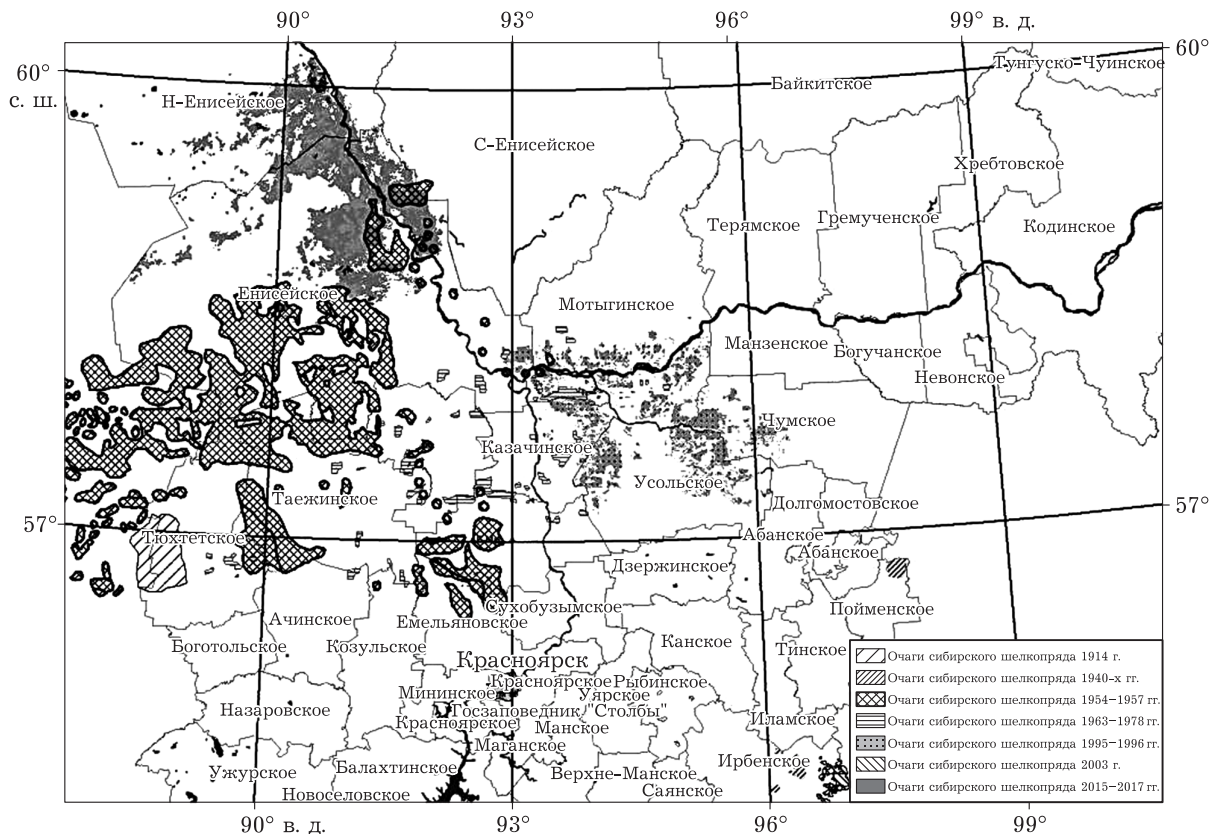 90°
93°
96°
99° в. д.
60°
с. ш.
60°
Тунгуско-Чуинское
Байкитское
Н-Енисейское
С-Енисейское
Хребтовское
Терямское
Гремученское
Кодинское
Енисейское
Мотыгинское
Манзенское
Богучанское
Невонское
Чумское
Казачинское
Усольское
Таежинское
Долгомостовское
57°
57°
Тюхтетское
Абанское
Абанское
Дзержинское
Сухобузымское
Пойменское
Ачинское
Емельяновское
Боготольское
Козульское
Канское
Тинское
Красноярск
Красноярское
Рыбинское
Мининское
Уярское
Назаровское
Госзаповедник "Столбы"
Красноярское
Манское
Иламское
Маганское
Ирбенское
Ужурское
Балахтинское
Верхне-Манское
Новоселовское
Саянское
Очаги сибирского шелкопряда 1914 г.
Очаги сибирского шелкопряда 1940-х гг.
Очаги сибирского шелкопряда 1954–1957 гг.
Очаги сибирского шелкопряда 1963–1978 гг.
Очаги сибирского шелкопряда 1995–1996 гг.
Очаги сибирского шелкопряда 2003 г.
Очаги сибирского шелкопряда 2015–2017 гг.
90° в. д.
93°
96°
99°